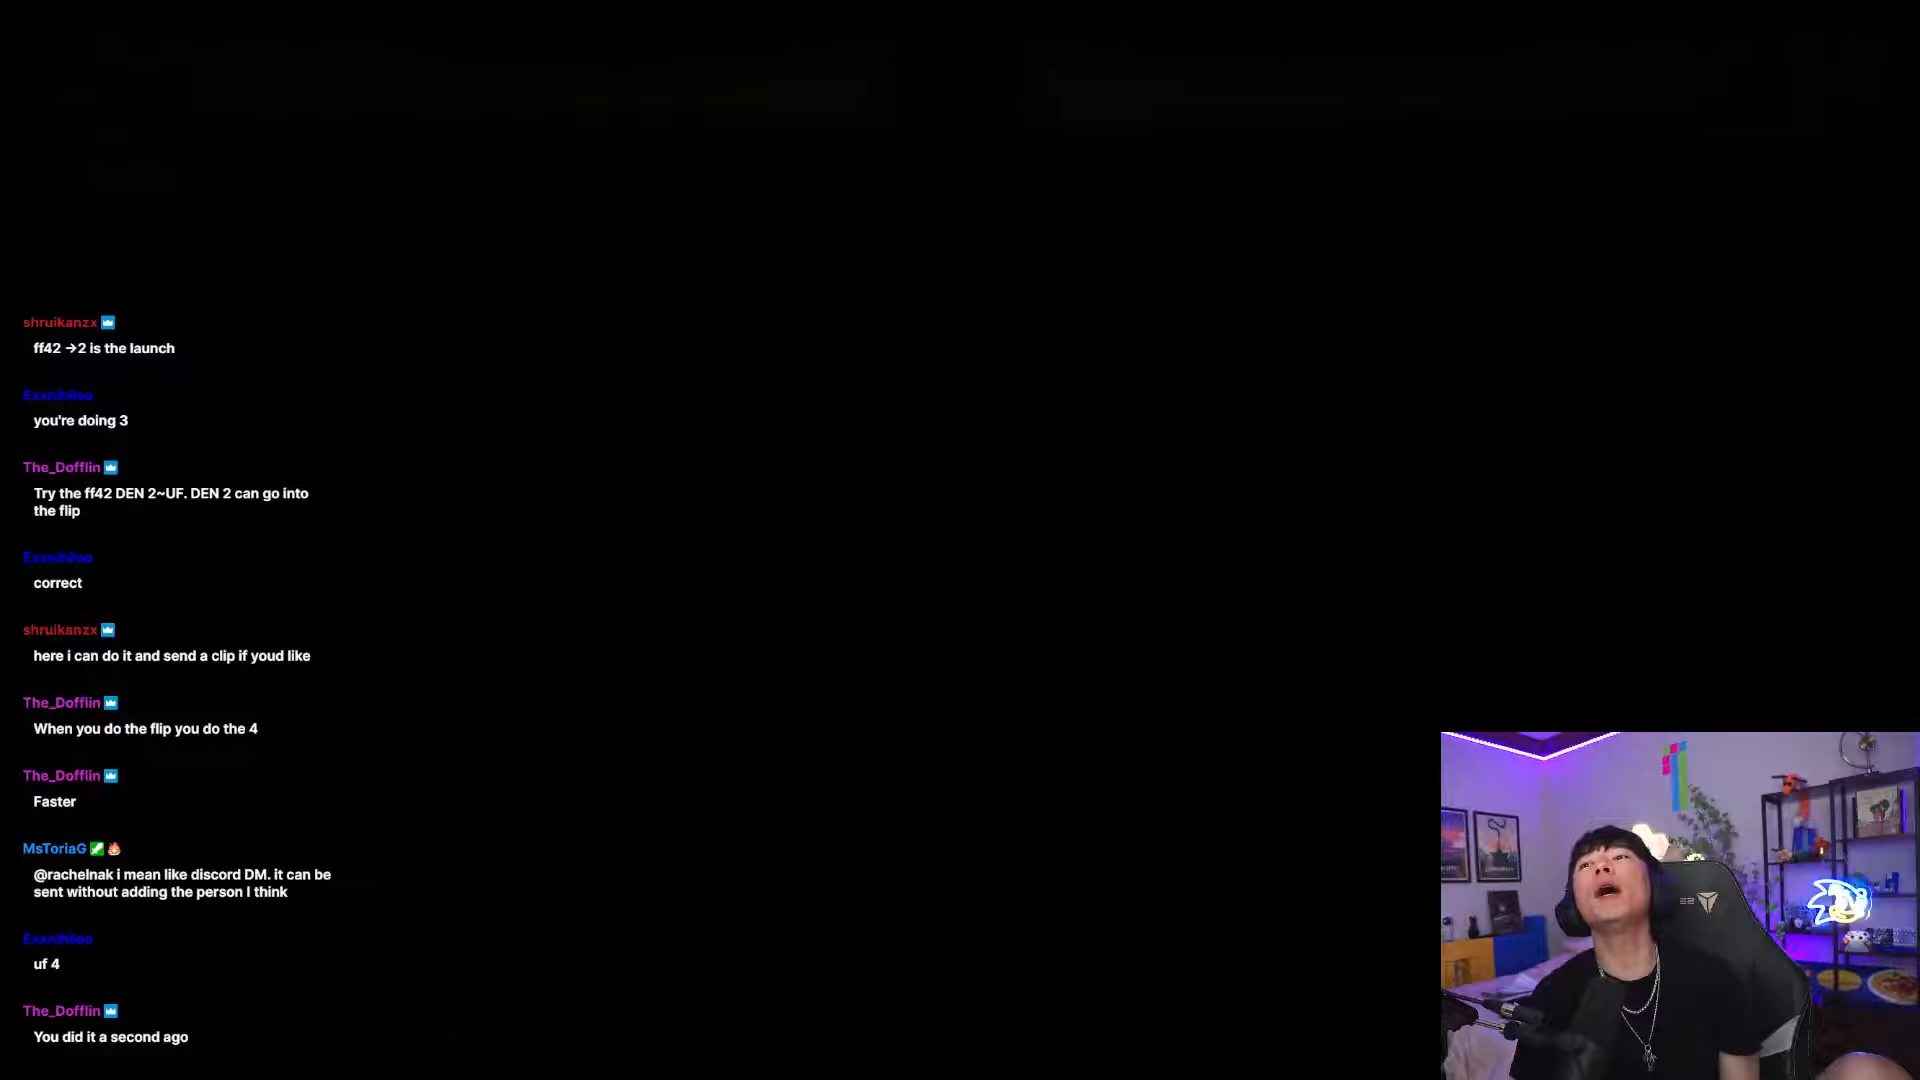 shruikanzx
ff42 →2 is the launch
Exxnihiloo
you're doing 3
The_Dofflin
Try the ff42 DEN 2~UF. DEN 2 can go into
the flip
Exxnihiloo
correct
shruikanzx
here i can do it and send a clip if youd like
The_Dofflin
When you do the flip you do the 4
The_Dofflin
Faster
MsToriaG
@rachelnak i mean like discord DM. it can be
sent without adding the person I think
Exxnihiloo
uf 4
The_Dofflin
You did it a second ago